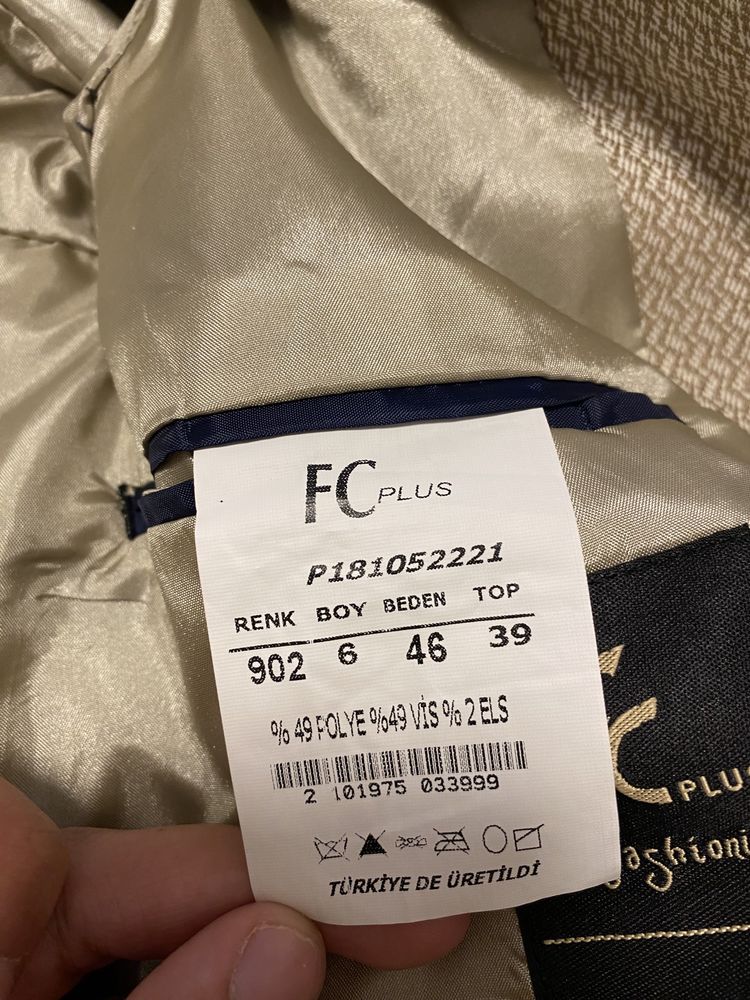 FC PLUS
P181052221
RENK BOY BEDEN TOP
902 6 46 39
% 49 POLYE %49 VİS % 2 ELS
2 101975 033999
TÜRKİYE DE ÜRETİLDİ
C PLUS